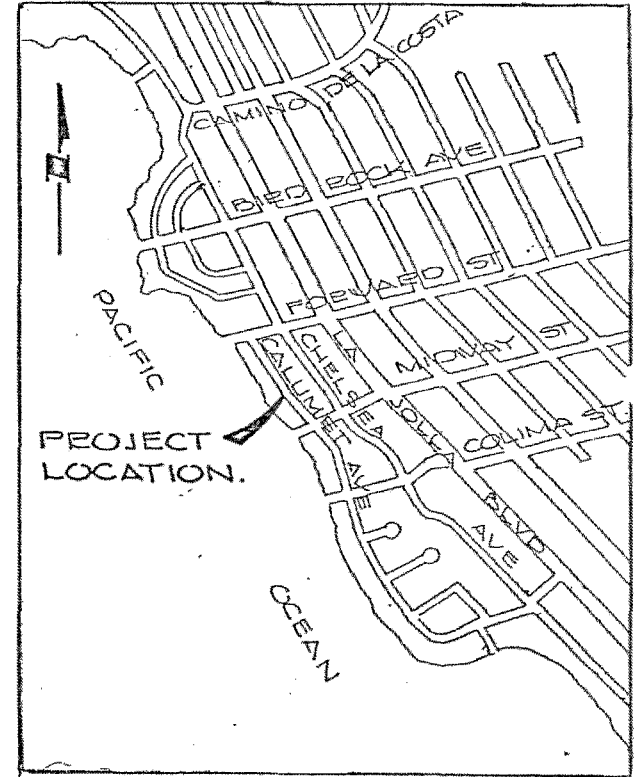 CAMINO DE LA COSTA
BIRD ROCK AVE
FORWARD ST
MIDWAY ST
COLIMA ST.
LA JOLLA BLVD
CHELSEA AVE
CALUMET AVE
PACIFIC
OCEAN
PROJECT
LOCATION.